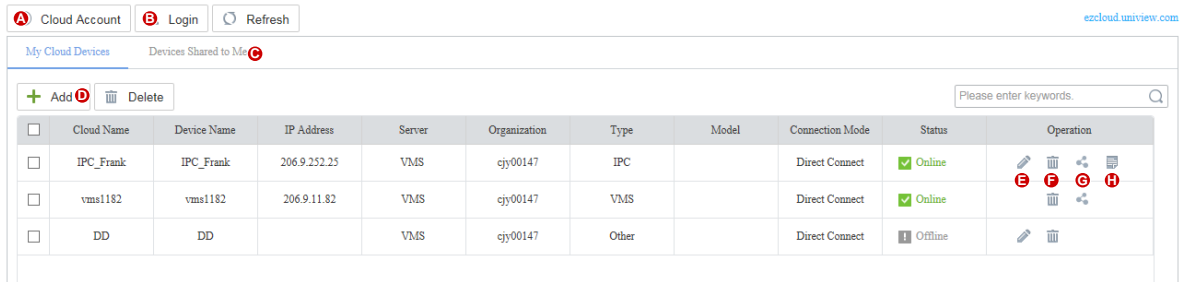 A Cloud Account B Login Refresh ezcloud.uniview.com
My Cloud Devices Devices Shared to Me C
Add D Delete Please enter keywords.
Cloud Name Device Name IP Address Server Organization Type Model Connection Mode Status Operation
IPC_Frank IPC_Frank 206.9.252.25 VMS cjy00147 IPC Direct Connect Online
E F G H
vms1182 vms1182 206.9.11.82 VMS cjy00147 VMS Direct Connect Online
DD DD VMS cjy00147 Other Direct Connect Offline